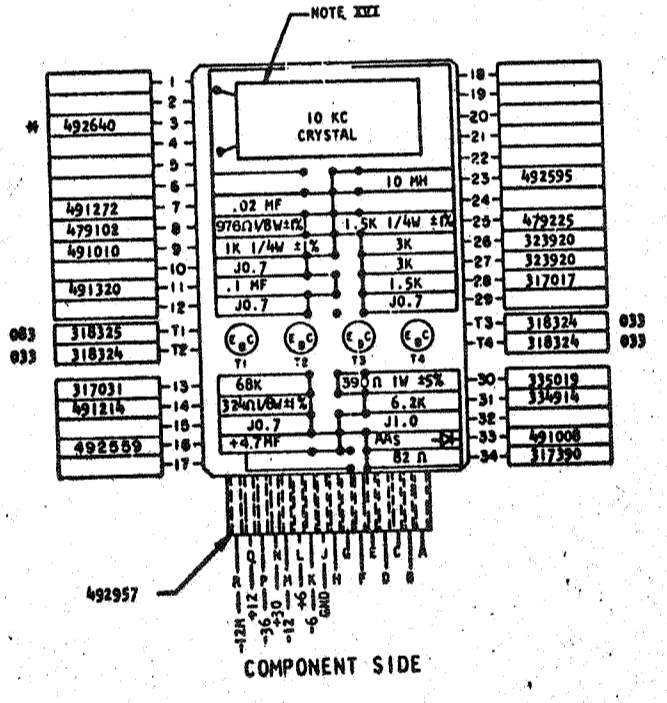 NOTE XVI
10 KC
CRYSTAL
1
2
* 492640 3
4
5
6
491272 7
479102 8
491010 9
10
491320 11
12
083 318325 T1
033 318324 T2
317031 13
491214 14
15
492559 16
17
18
19
20
21
22
23 492595
24
25 479225
26 323920
27 323920
28 317017
29
T3 318324 033
T4 318324 033
30 335019
31 334914
32
33 491008
34 317390
10 MH
.02 MF
976Ω1/8W±1% 1.5K 1/4W ±1%
1K 1/4W ±1% 3K
J0.7 3K
.1 MF 1.5K
J0.7 J0.7
E B C E B C E B C E B C
T1 T2 T3 T4
68K 390 Ω 1W ±5%
324Ω1/8W±1% 6.2K
J0.7 J1.0
+4.7MF AAS
82 Ω
R Q P N M L K J H G F E D C B A
-12M +12 -36 +30 -12 +6 -6 GND
492957
COMPONENT SIDE